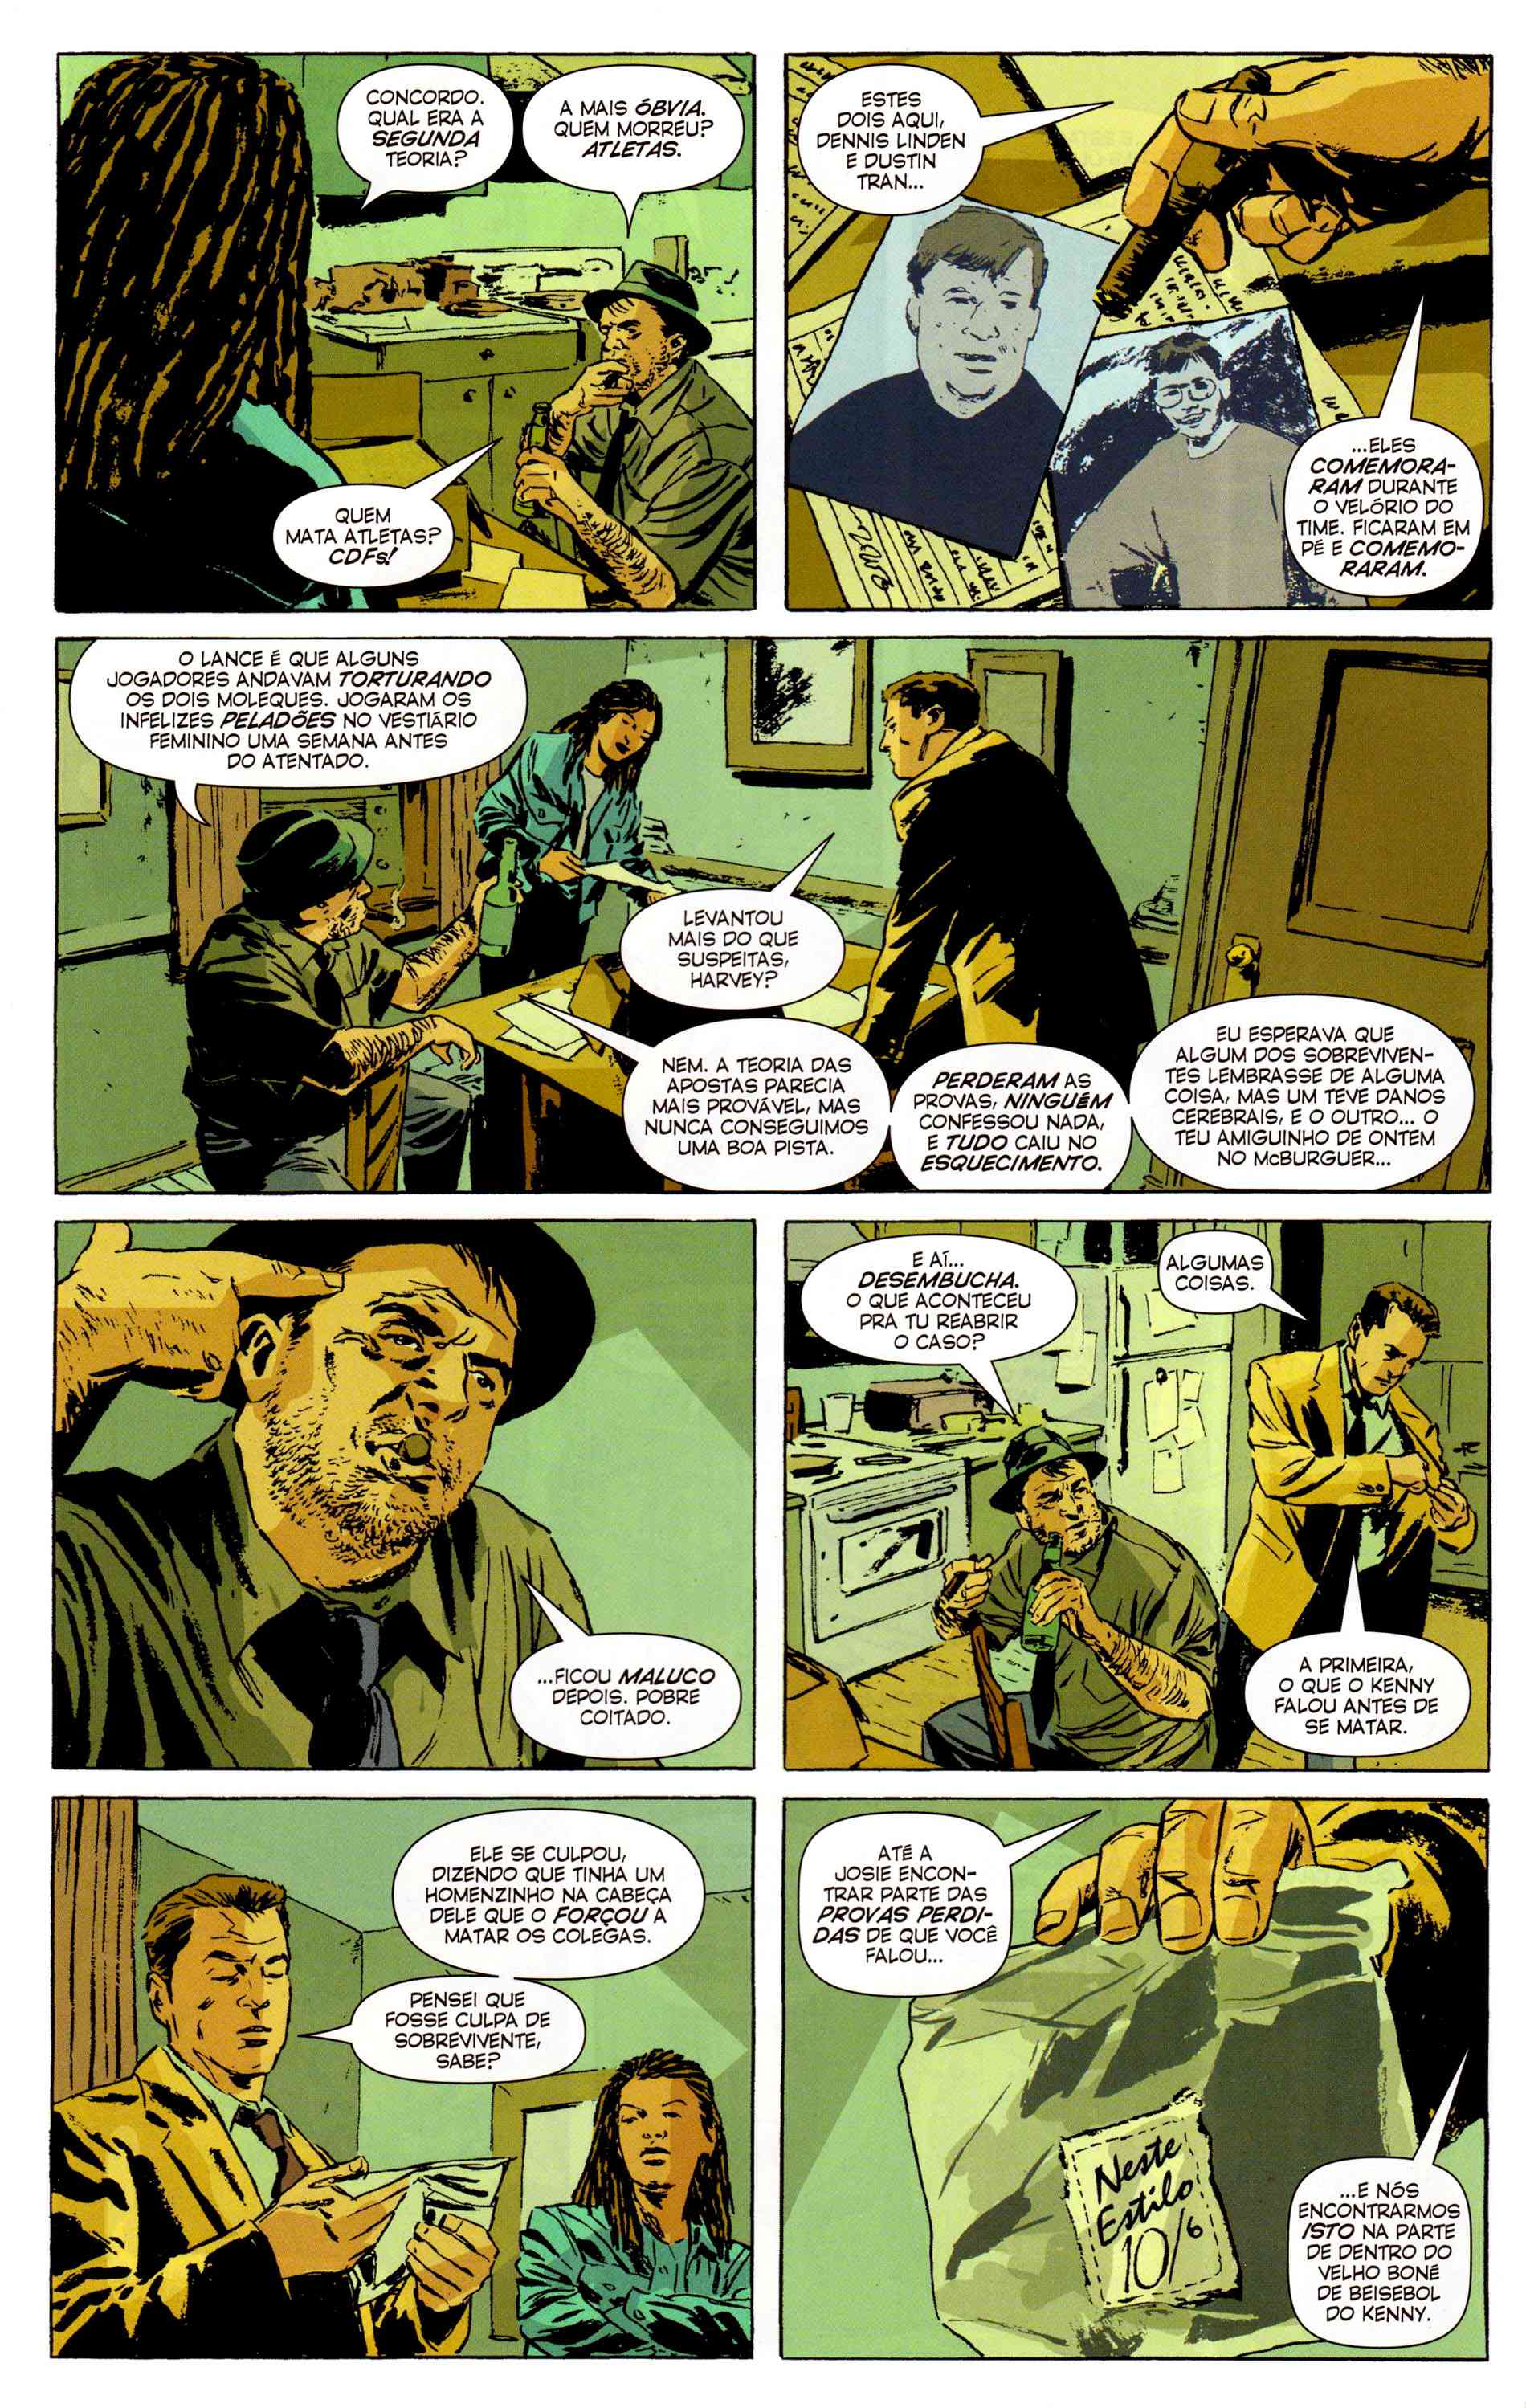 CONCORDO.
QUAL ERA A
SEGUNDA
TEORIA?
A MAIS ÓBVIA.
QUEM MORREU?
ATLETAS.
QUEM
MATA ATLETAS?
CDFs!
ESTES
DOIS AQUI,
DENNIS LINDEN
E DUSTIN
TRAN...
...ELES
COMEMORA-
RAM DURANTE
O VELÓRIO DO
TIME. FICARAM EM
PÉ E COMEMO-
RARAM.
O LANCE É QUE ALGUNS
JOGADORES ANDAVAM TORTURANDO
OS DOIS MOLEQUES. JOGARAM OS
INFELIZES PELADÕES NO VESTIÁRIO
FEMININO UMA SEMANA ANTES
DO ATENTADO.
LEVANTOU
MAIS DO QUE
SUSPEITAS,
HARVEY?
NEM. A TEORIA DAS
APOSTAS PARECIA
MAIS PROVÁVEL, MAS
NUNCA CONSEGUIMOS
UMA BOA PISTA.
PERDERAM AS
PROVAS, NINGUÉM
CONFESSOU NADA,
E TUDO CAIU NO
ESQUECIMENTO.
EU ESPERAVA QUE
ALGUM DOS SOBREVIVEN-
TES LEMBRASSE DE ALGUMA
COISA, MAS UM TEVE DANOS
CEREBRAIS, E O OUTRO... O
TEU AMIGUINHO DE ONTEM
NO McBURGUER...
...FICOU MALUCO
DEPOIS. POBRE
COITADO.
E AÍ...
DESEMBUCHA.
O QUE ACONTECEU
PRA TU REABRIR
O CASO?
ALGUMAS
COISAS.
A PRIMEIRA,
O QUE O KENNY
FALOU ANTES DE
SE MATAR.
ELE SE CULPOU,
DIZENDO QUE TINHA UM
HOMENZINHO NA CABEÇA
DELE QUE O FORÇOU A
MATAR OS COLEGAS.
PENSEI QUE
FOSSE CULPA DE
SOBREVIVENTE,
SABE?
ATÉ A
JOSIE ENCON-
TRAR PARTE DAS
PROVAS PERDI-
DAS DE QUE VOCÊ
FALOU...
Neste
Estilo
10/6
...E NÓS
ENCONTRARMOS
ISTO NA PARTE
DE DENTRO DO
VELHO BONÉ
DE BEISEBOL
DO KENNY.